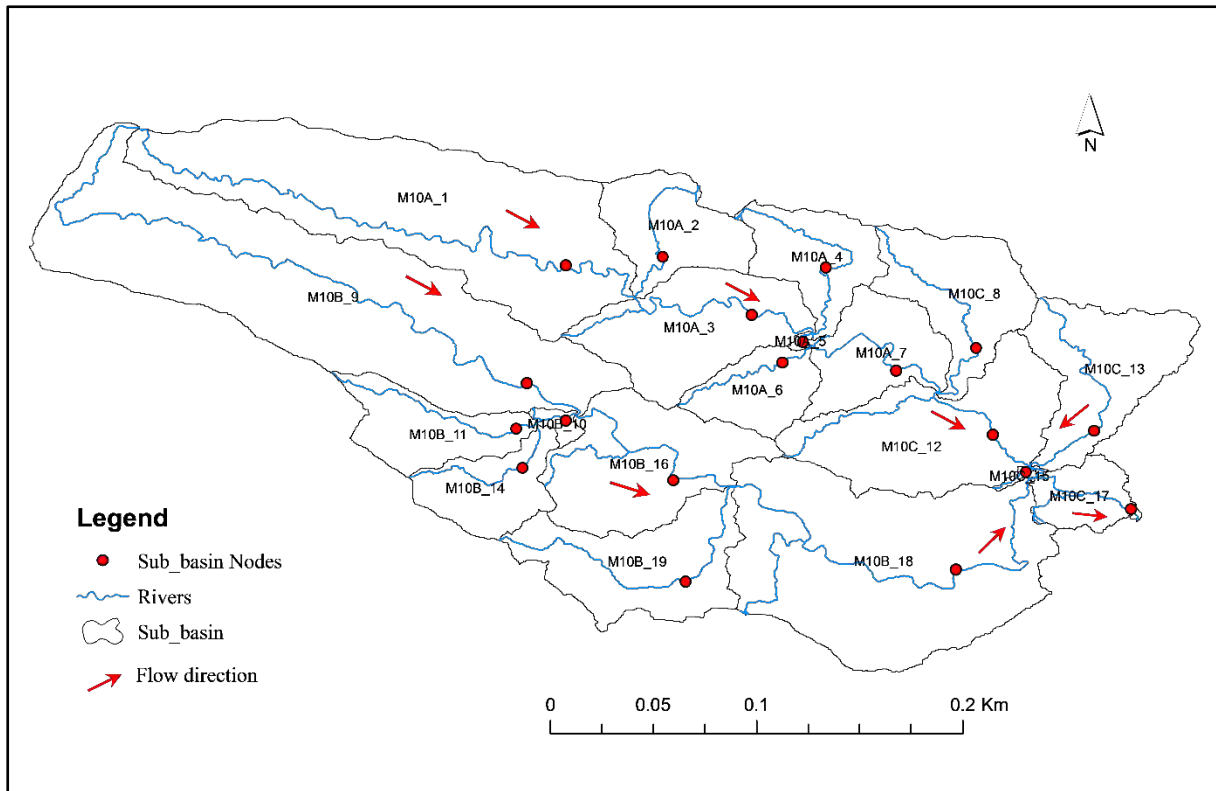 N
M10A_1
M10A_2
M10A_4
M10B_9
M10C_8
M10A_3
M10A_5
M10A_7
M10A_6
M10C_13
M10B_11
M10B_10
M10C_12
M10B_16
M10B_14
M10C_15
M10C_17
M10B_19
M10B_18
Legend
Sub_basin Nodes
Rivers
Sub_basin
Flow direction
0 0.05 0.1 0.2 Km